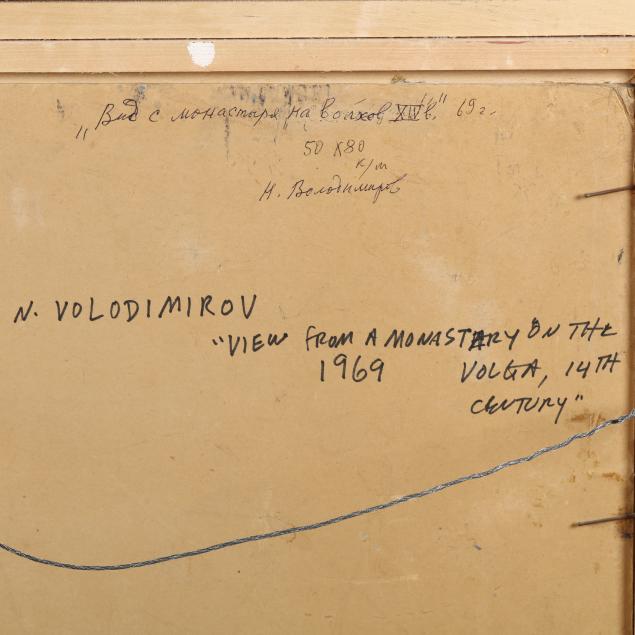 „Вид с монастыря на Волхов XIV в." 69 г.
50 x 80
к/м
Н. Володимиров
N. VOLODIMIROV
"VIEW FROM A MONASTARY ON THE
1969 VOLGA, 14TH
CENTURY"